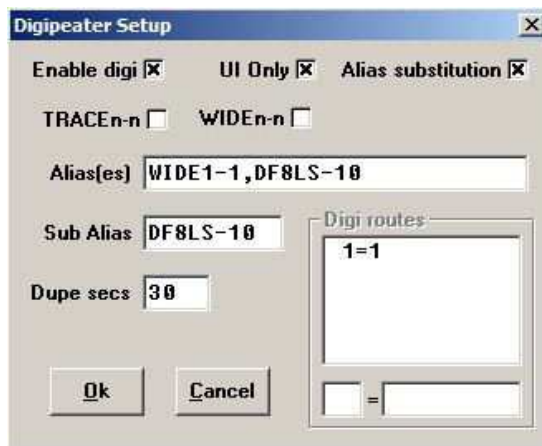 Digipeater Setup
Enable digi UI Only Alias substitution
TRACEn-n WIDEn-n
Alias(es) WIDE1-1,DF8LS-10
Sub Alias DF8LS-10
Digi routes
1=1
Dupe secs 30
Ok Cancel
=